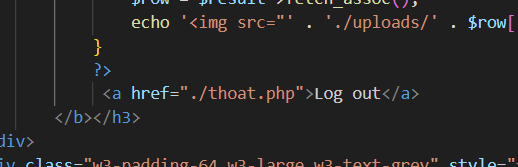 $row = $result->fetch_assoc();
echo '<img src="' . './uploads/' . $row[
}
?>
<a href="./thoat.php">Log out</a>
</b></h3>
div>
div class="w3-padding-64 w3-large w3-text-grey" style="